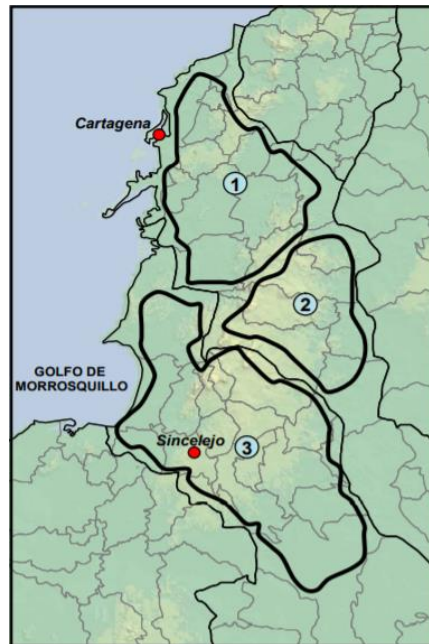 Cartagena
1
2
GOLFO DE
MORROSQUILLO
Sincelejo
3